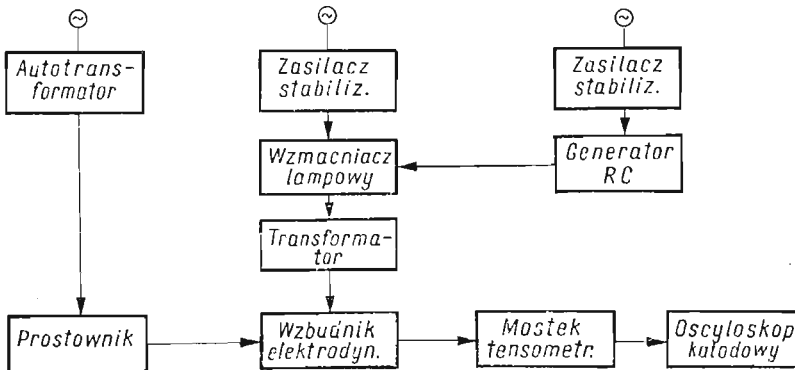 Autotrans-
formator
Zasilacz
stabiliz.
Zasilacz
stabiliz.
Wzmacniacz
lampowy
Generator
RC
Transforma-
tor
Prostownik
Wzbudnik
elektrodyn.
Mostek
tensometr.
Oscyloskop
katodowy